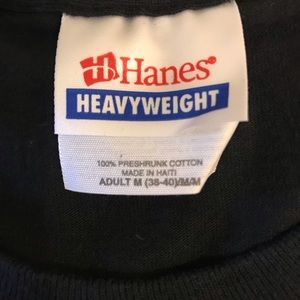 Hanes®
HEAVYWEIGHT
100% PRESHRUNK COTTON
MADE IN HAITI
ADULT M (38-40)/M/M